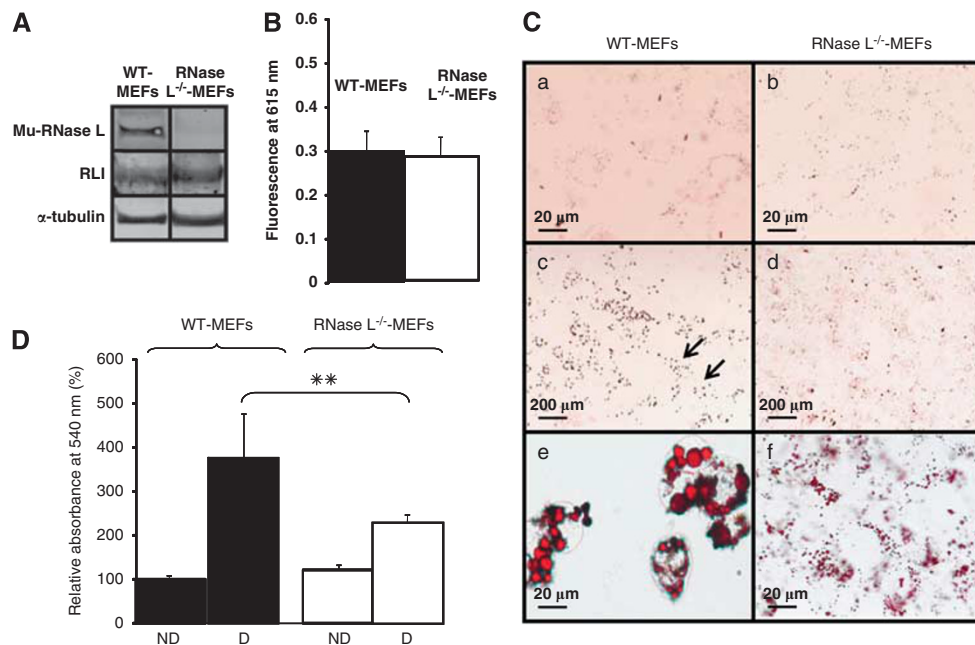 A
WT-
MEFs
RNase
L-/--MEFs
Mu-RNase L
RLI
α-tubulin
B
Fluorescence at 615 nm
0.6
0.5
0.4
0.3
0.2
0.1
0
WT-MEFs
RNase
L-/--MEFs
C
WT-MEFs
RNase L-/--MEFs
a
20 μm
b
20 μm
c
200 μm
d
200 μm
e
20 μm
f
20 μm
D
WT-MEFs
RNase L-/--MEFs
Relative absorbance at 540 nm (%)
600
500
400
300
200
100
0
**
ND
D
ND
D